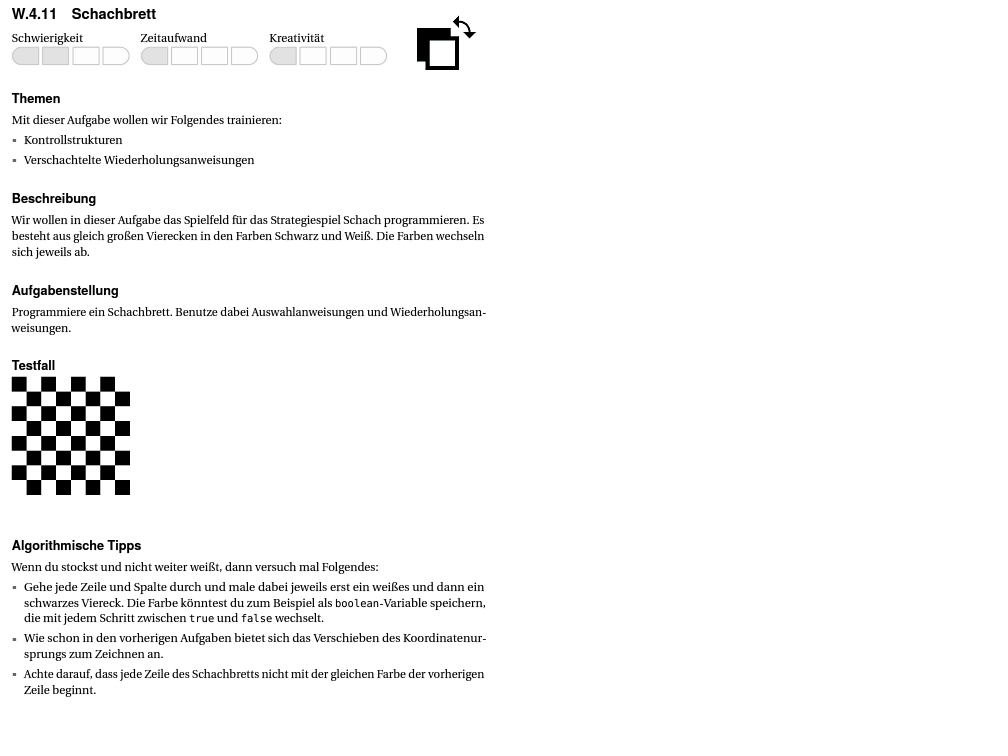 W.4.11 Schachbrett
Schwierigkeit Zeitaufwand Kreativität
Themen
Mit dieser Aufgabe wollen wir Folgendes trainieren:
▪ Kontrollstrukturen
▪ Verschachtelte Wiederholungsanweisungen
Beschreibung
Wir wollen in dieser Aufgabe das Spielfeld für das Strategiespiel Schach programmieren. Es
besteht aus gleich großen Vierecken in den Farben Schwarz und Weiß. Die Farben wechseln
sich jeweils ab.
Aufgabenstellung
Programmiere ein Schachbrett. Benutze dabei Auswahlanweisungen und Wiederholungsan-
weisungen.
Testfall
Algorithmische Tipps
Wenn du stockst und nicht weiter weißt, dann versuch mal Folgendes:
▪ Gehe jede Zeile und Spalte durch und male dabei jeweils erst ein weißes und dann ein
schwarzes Viereck. Die Farbe könntest du zum Beispiel als boolean-Variable speichern,
die mit jedem Schritt zwischen true und false wechselt.
▪ Wie schon in den vorherigen Aufgaben bietet sich das Verschieben des Koordinatenur-
sprungs zum Zeichnen an.
▪ Achte darauf, dass jede Zeile des Schachbretts nicht mit der gleichen Farbe der vorherigen
Zeile beginnt.